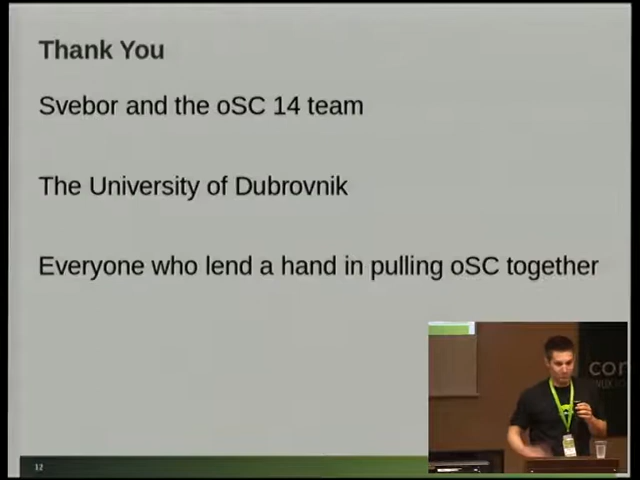 Thank You
Svebor and the oSC 14 team
The University of Dubrovnik
Everyone who lend a hand in pulling oSC together
12